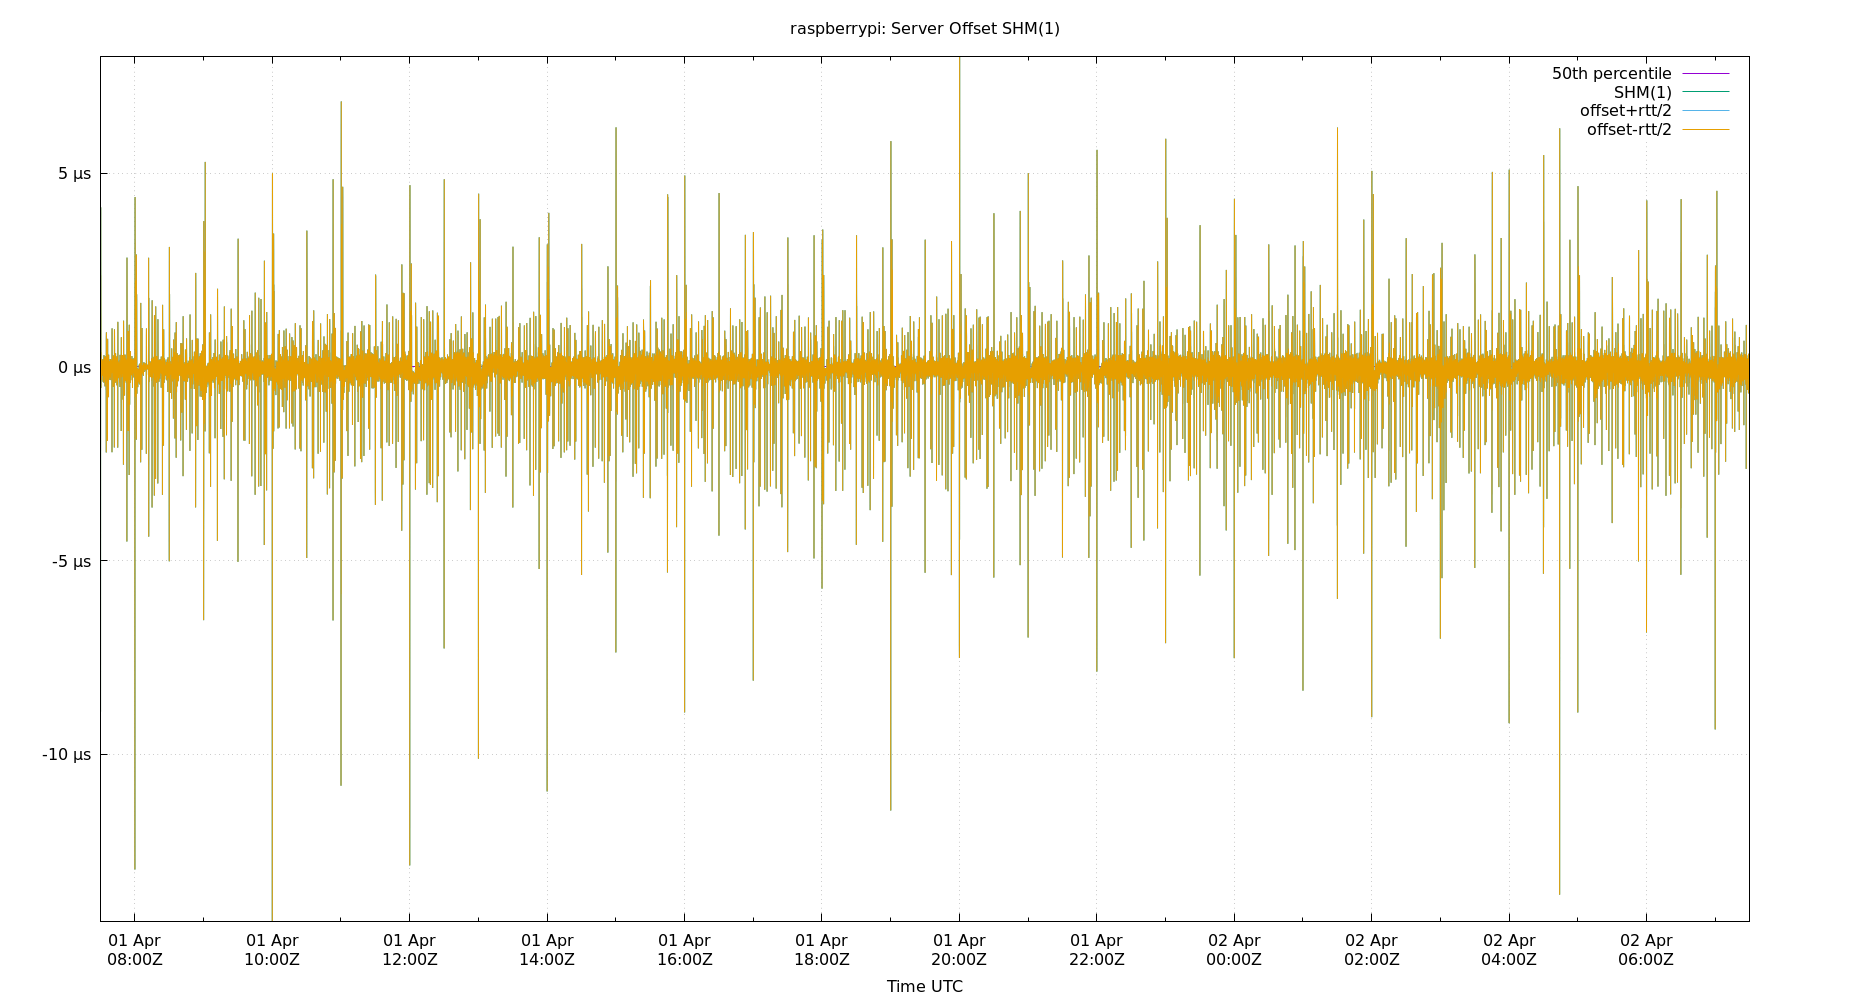 raspberrypi: Server Offset SHM(1)
50th percentile
SHM(1)
offset+rtt/2
offset-rtt/2
5 µs
0 µs
-5 µs
-10 µs
01 Apr 01 Apr 01 Apr 01 Apr 01 Apr 01 Apr 01 Apr 01 Apr 02 Apr 02 Apr 02 Apr 02 Apr
08:00Z 10:00Z 12:00Z 14:00Z 16:00Z 18:00Z 20:00Z 22:00Z 00:00Z 02:00Z 04:00Z 06:00Z
Time UTC